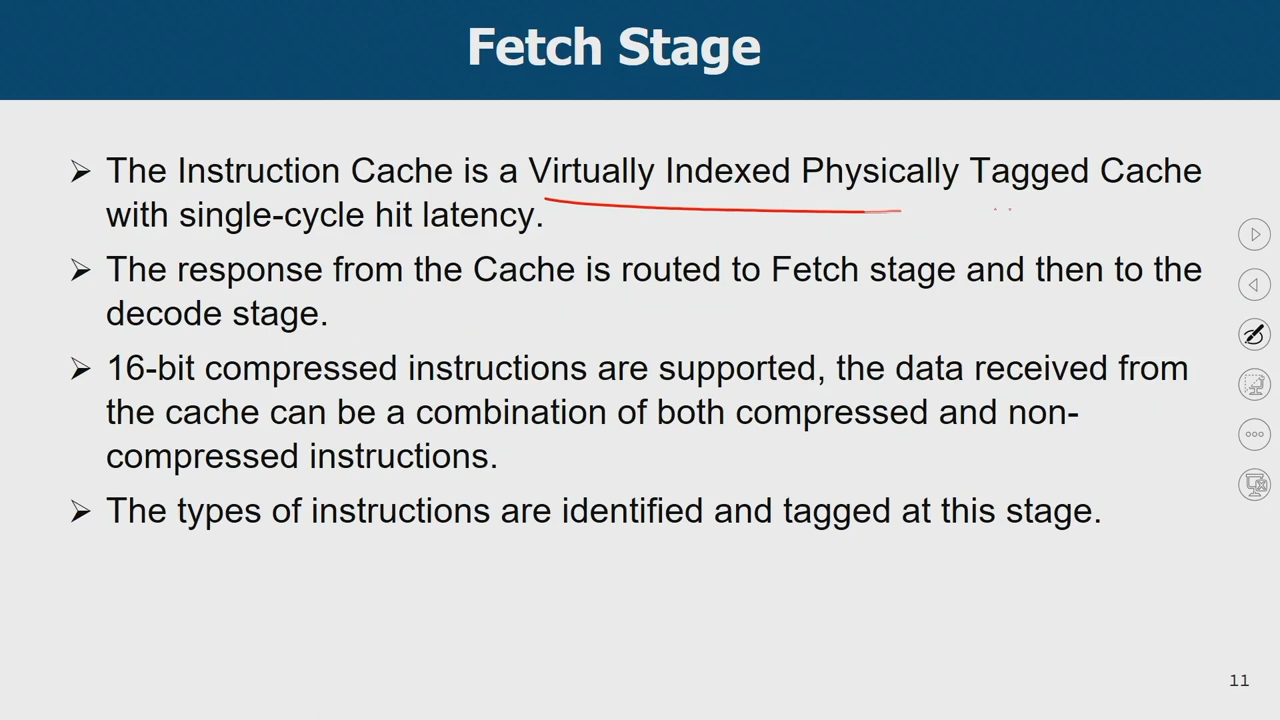 Fetch Stage
➢ The Instruction Cache is a Virtually Indexed Physically Tagged Cache
with single-cycle hit latency.
➢ The response from the Cache is routed to Fetch stage and then to the
decode stage.
➢ 16-bit compressed instructions are supported, the data received from
the cache can be a combination of both compressed and non-
compressed instructions.
➢ The types of instructions are identified and tagged at this stage.
11